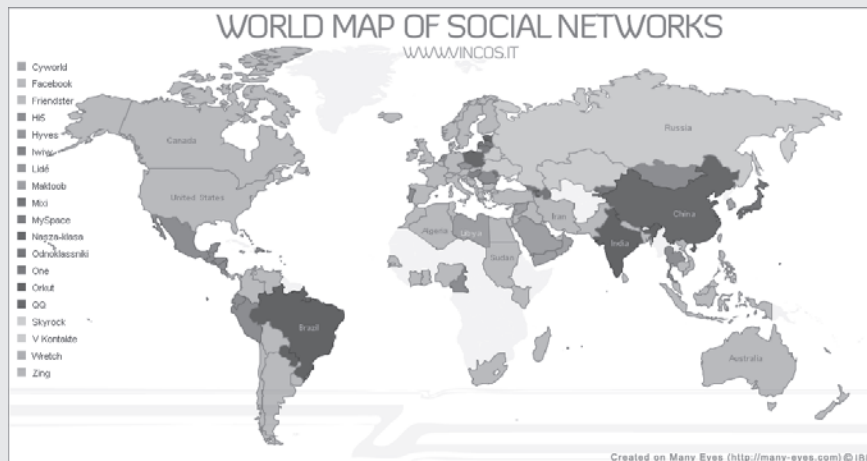 WORLD MAP OF SOCIAL NETWORKS
WWW.VINCOS.IT
Cyworld
Facebook
Friendster
Hi5
Hyves
Iwiw
Lidé
Maktoob
Mixi
MySpace
Nasza-klasa
Odnoklassniki
One
Orkut
QQ
Skyrock
V Kontakte
Wretch
Zing
Canada
Russia
United States
Algeria
Libya
Iran
China
India
Sudan
Brazil
Australia
Created on Many Eyes (http://many-eyes.com) © IB